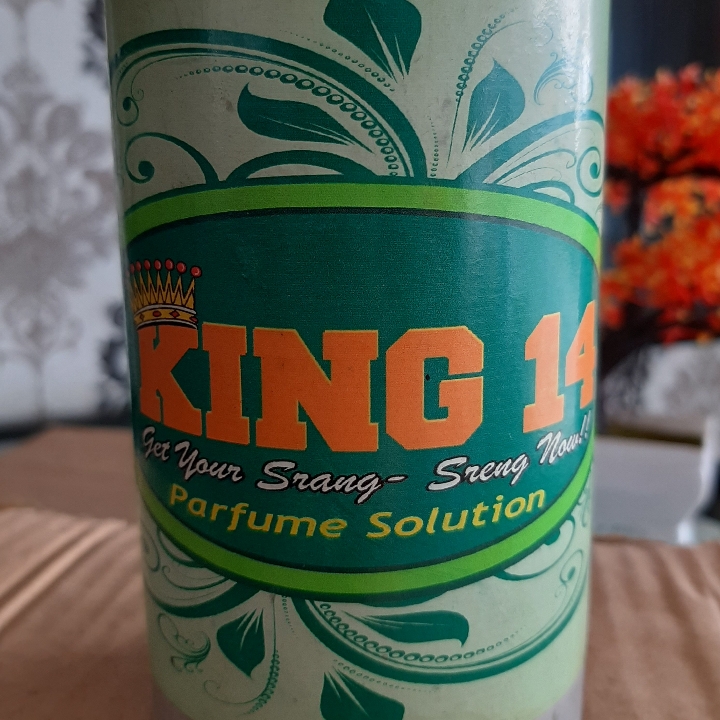 KING 14
Get Your Srang- Sreng Now!!
Parfume Solution